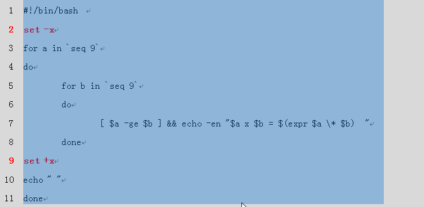 1 #!/bin/bash
2 set -x
3 for a in `seq 9`
4 do
5 for b in `seq 9`
6 do
7 [ $a -ge $b ] && echo -en "$a x $b = $(expr $a \* $b) "
8 done
9 set +x
10 echo " "
11 done